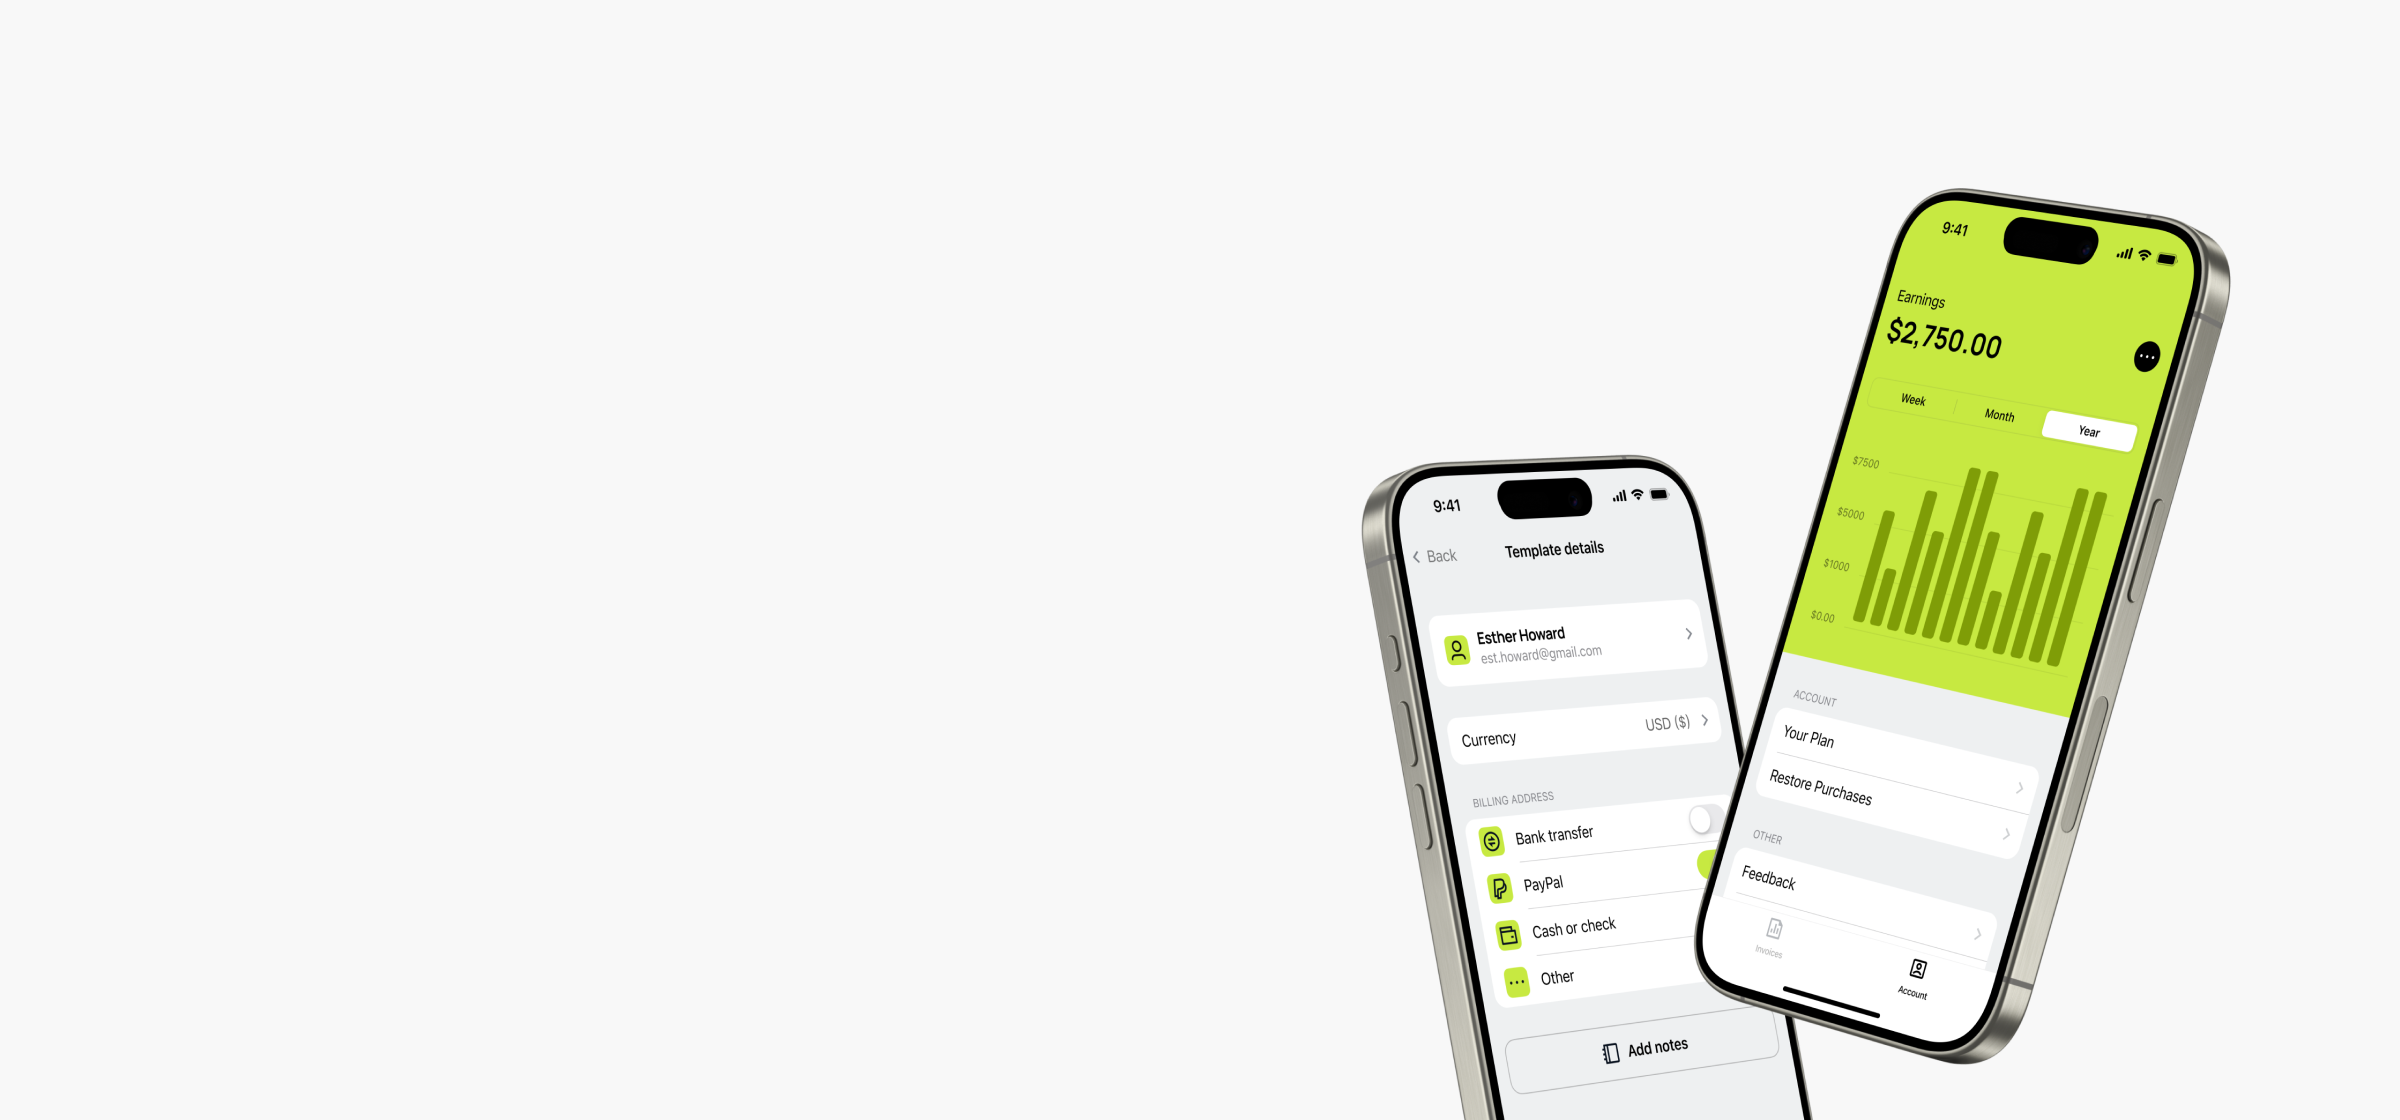 9:41
Back
Template details
Esther Howard
est.howard@gmail.com
Currency
USD ($)
BILLING ADDRESS
Bank transfer
PayPal
Cash or check
Other
Add notes
9:41
Earnings
$2,750.00
Week
Month
Year
$7500
$5000
$1000
$0.00
ACCOUNT
Your Plan
Restore Purchases
OTHER
Feedback
Invoices
Account